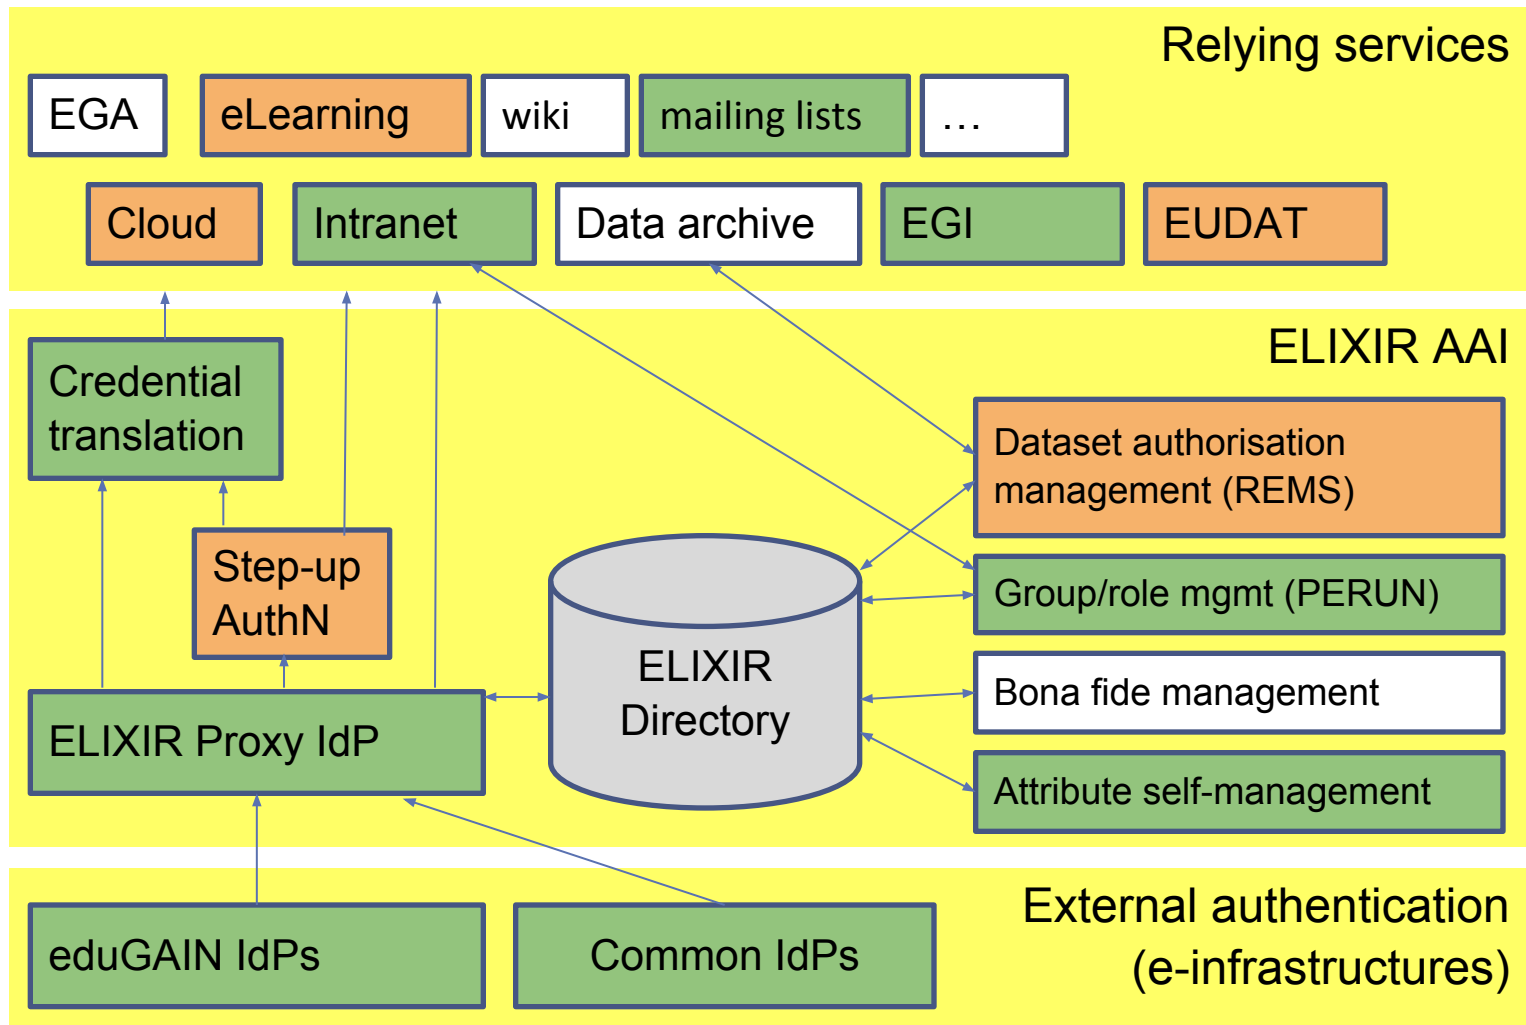 Relying services
EGA
eLearning
wiki
mailing lists
…
Cloud
Intranet
Data archive
EGI
EUDAT
ELIXIR AAI
Credential
translation
Step-up
AuthN
ELIXIR Proxy IdP
ELIXIR
Directory
Dataset authorisation
management (REMS)
Group/role mgmt (PERUN)
Bona fide management
Attribute self-management
External authentication
(e-infrastructures)
eduGAIN IdPs
Common IdPs